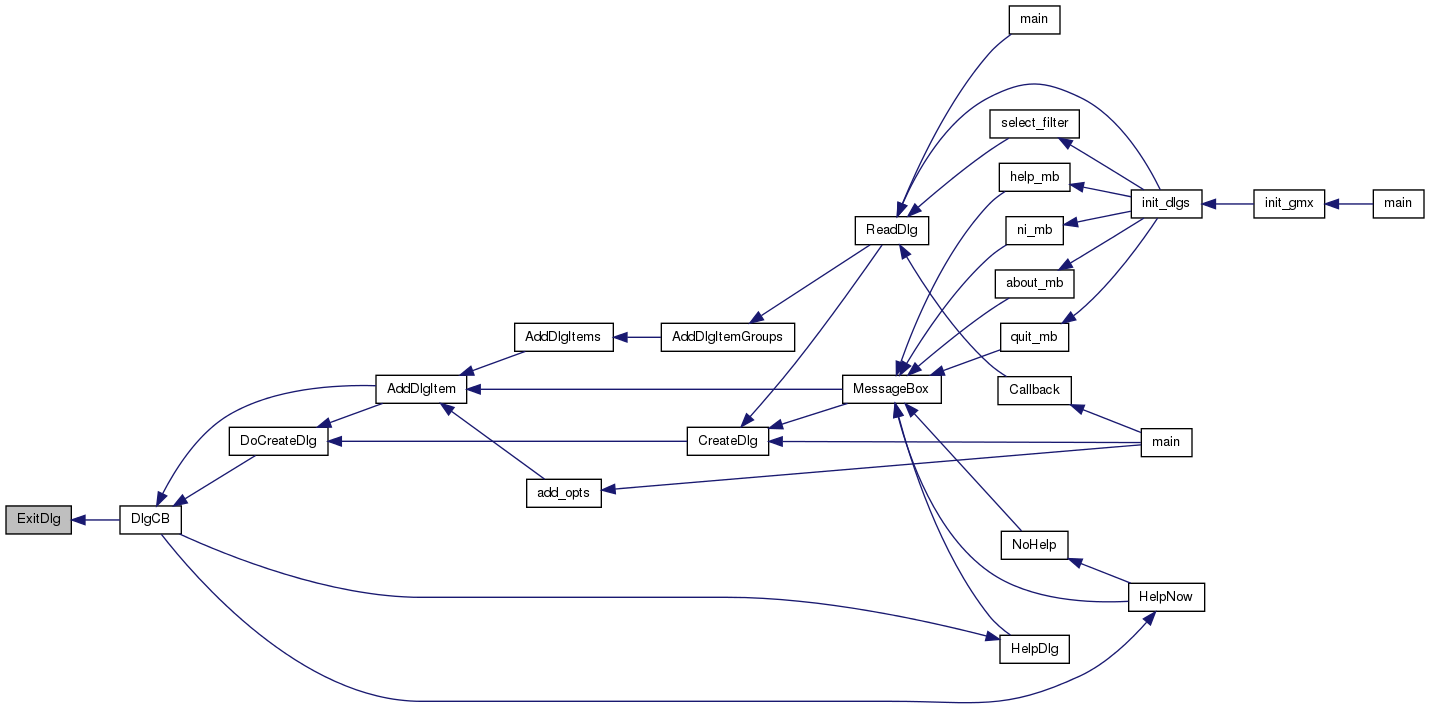 main
select_filter
help_mb
init_dlgs
init_gmx
main
ReadDlg
ni_mb
about_mb
AddDlgItems
AddDlgItemGroups
quit_mb
AddDlgItem
MessageBox
Callback
DoCreateDlg
CreateDlg
main
add_opts
ExitDlg
DlgCB
NoHelp
HelpNow
HelpDlg